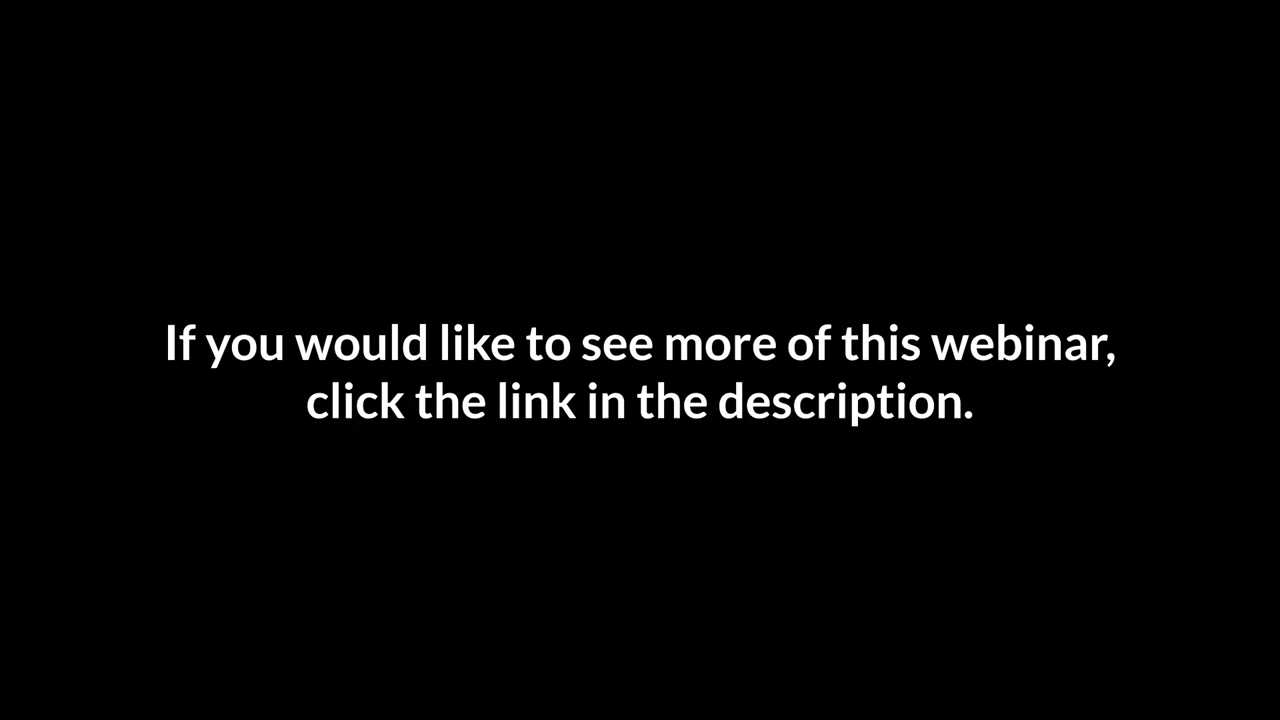 If you would like to see more of this webinar,
click the link in the description.